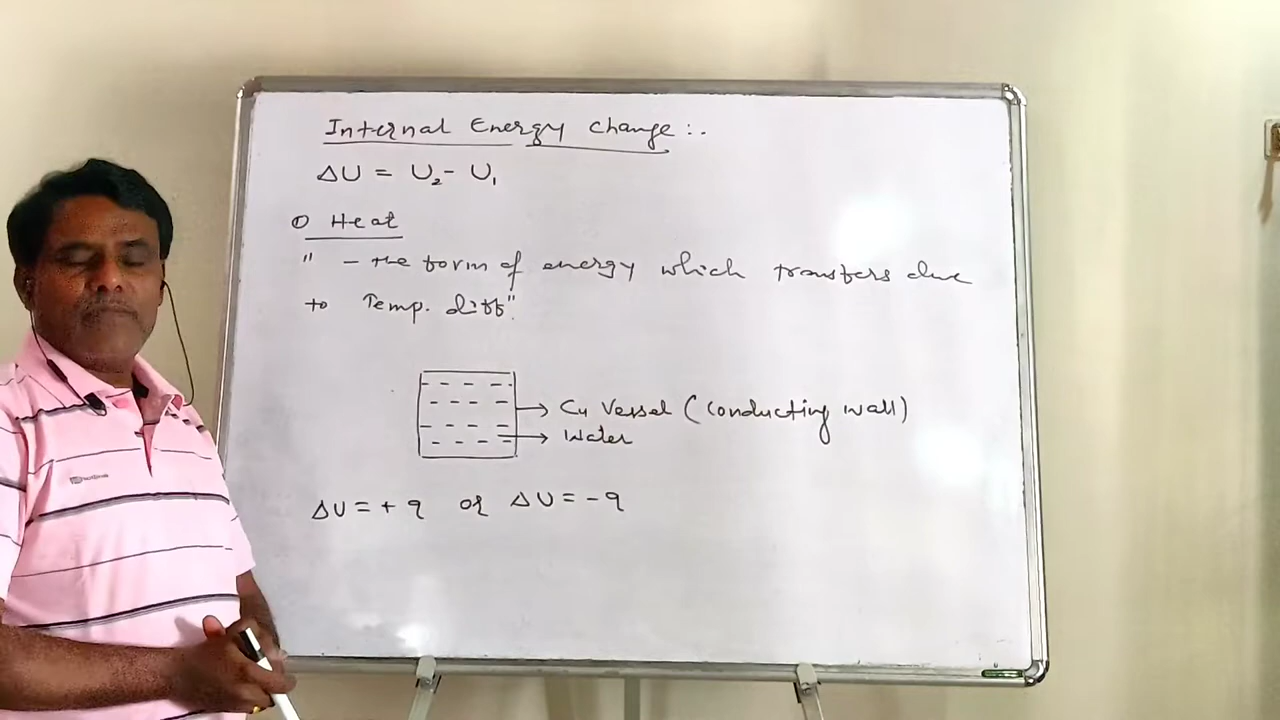 Internal Energy Change :.
ΔU = U₂ - U₁
① Heat
" - the form of energy which transfers due
to Temp. diff".
Cu Vessel (Conducting wall)
Water
ΔU = + q or ΔU = - q